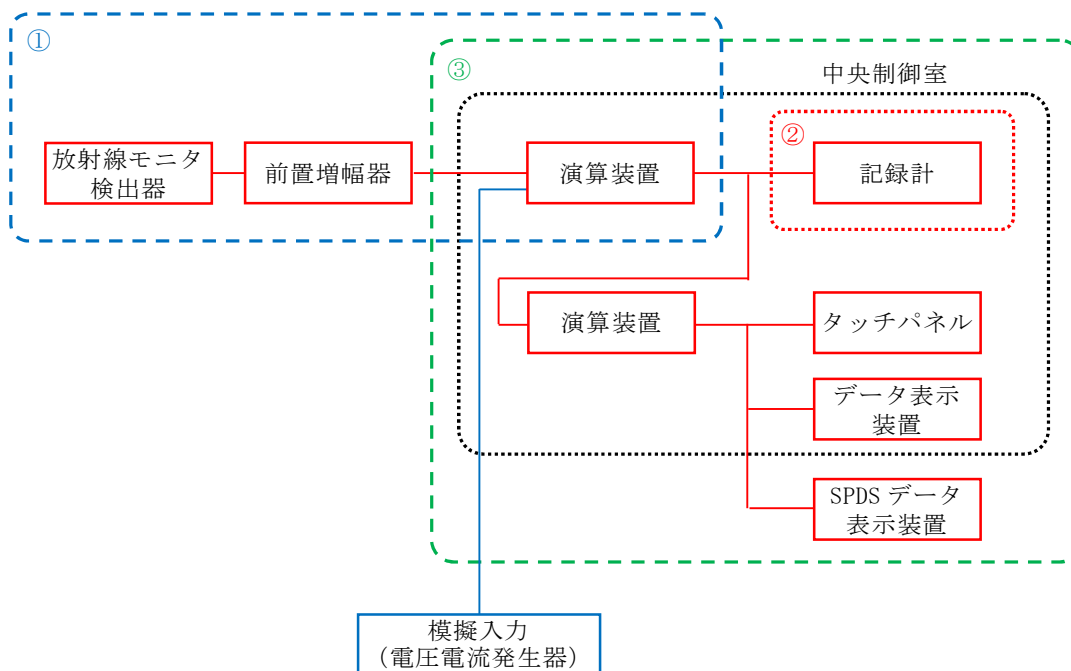 ①
③
中央制御室
②
放射線モニタ
検出器
前置増幅器
演算装置
記録計
演算装置
タッチパネル
データ表示
装置
SPDS データ
表示装置
模擬入力
（電圧電流発生器）